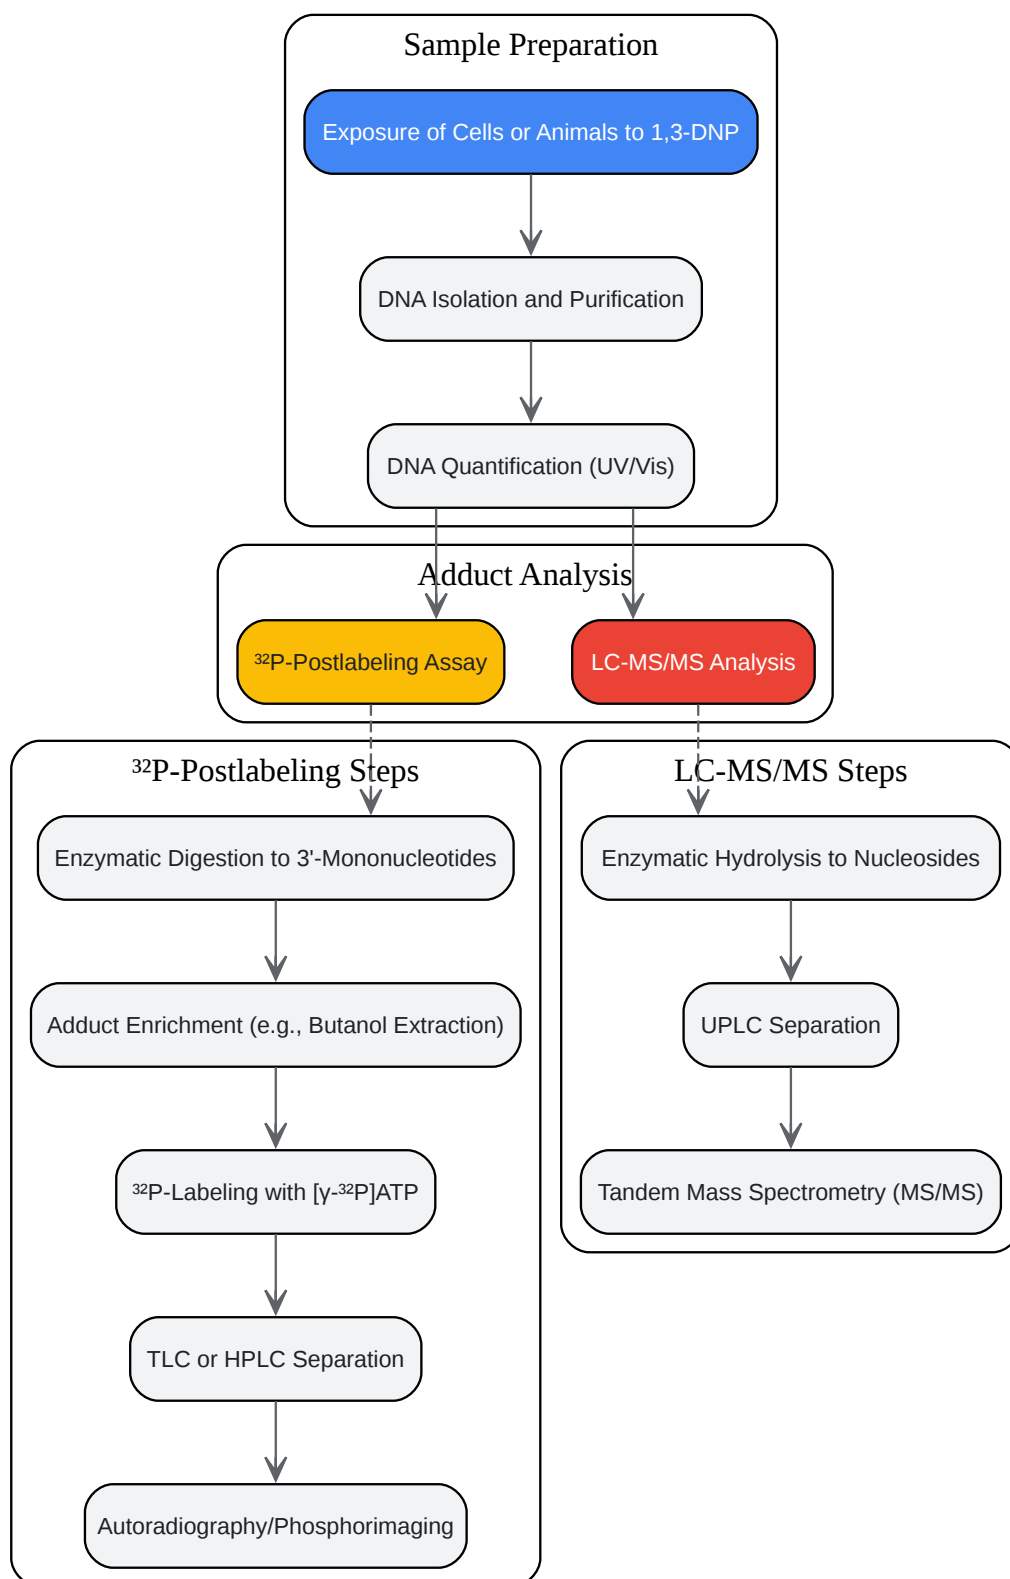 Sample Preparation
Exposure of Cells or Animals to 1,3-DNP
DNA Isolation and Purification
DNA Quantification (UV/Vis)
Adduct Analysis
³²P-Postlabeling Assay
LC-MS/MS Analysis
³²P-Postlabeling Steps
Enzymatic Digestion to 3'-Mononucleotides
Adduct Enrichment (e.g., Butanol Extraction)
³²P-Labeling with [γ-³²P]ATP
TLC or HPLC Separation
Autoradiography/Phosphorimaging
LC-MS/MS Steps
Enzymatic Hydrolysis to Nucleosides
UPLC Separation
Tandem Mass Spectrometry (MS/MS)